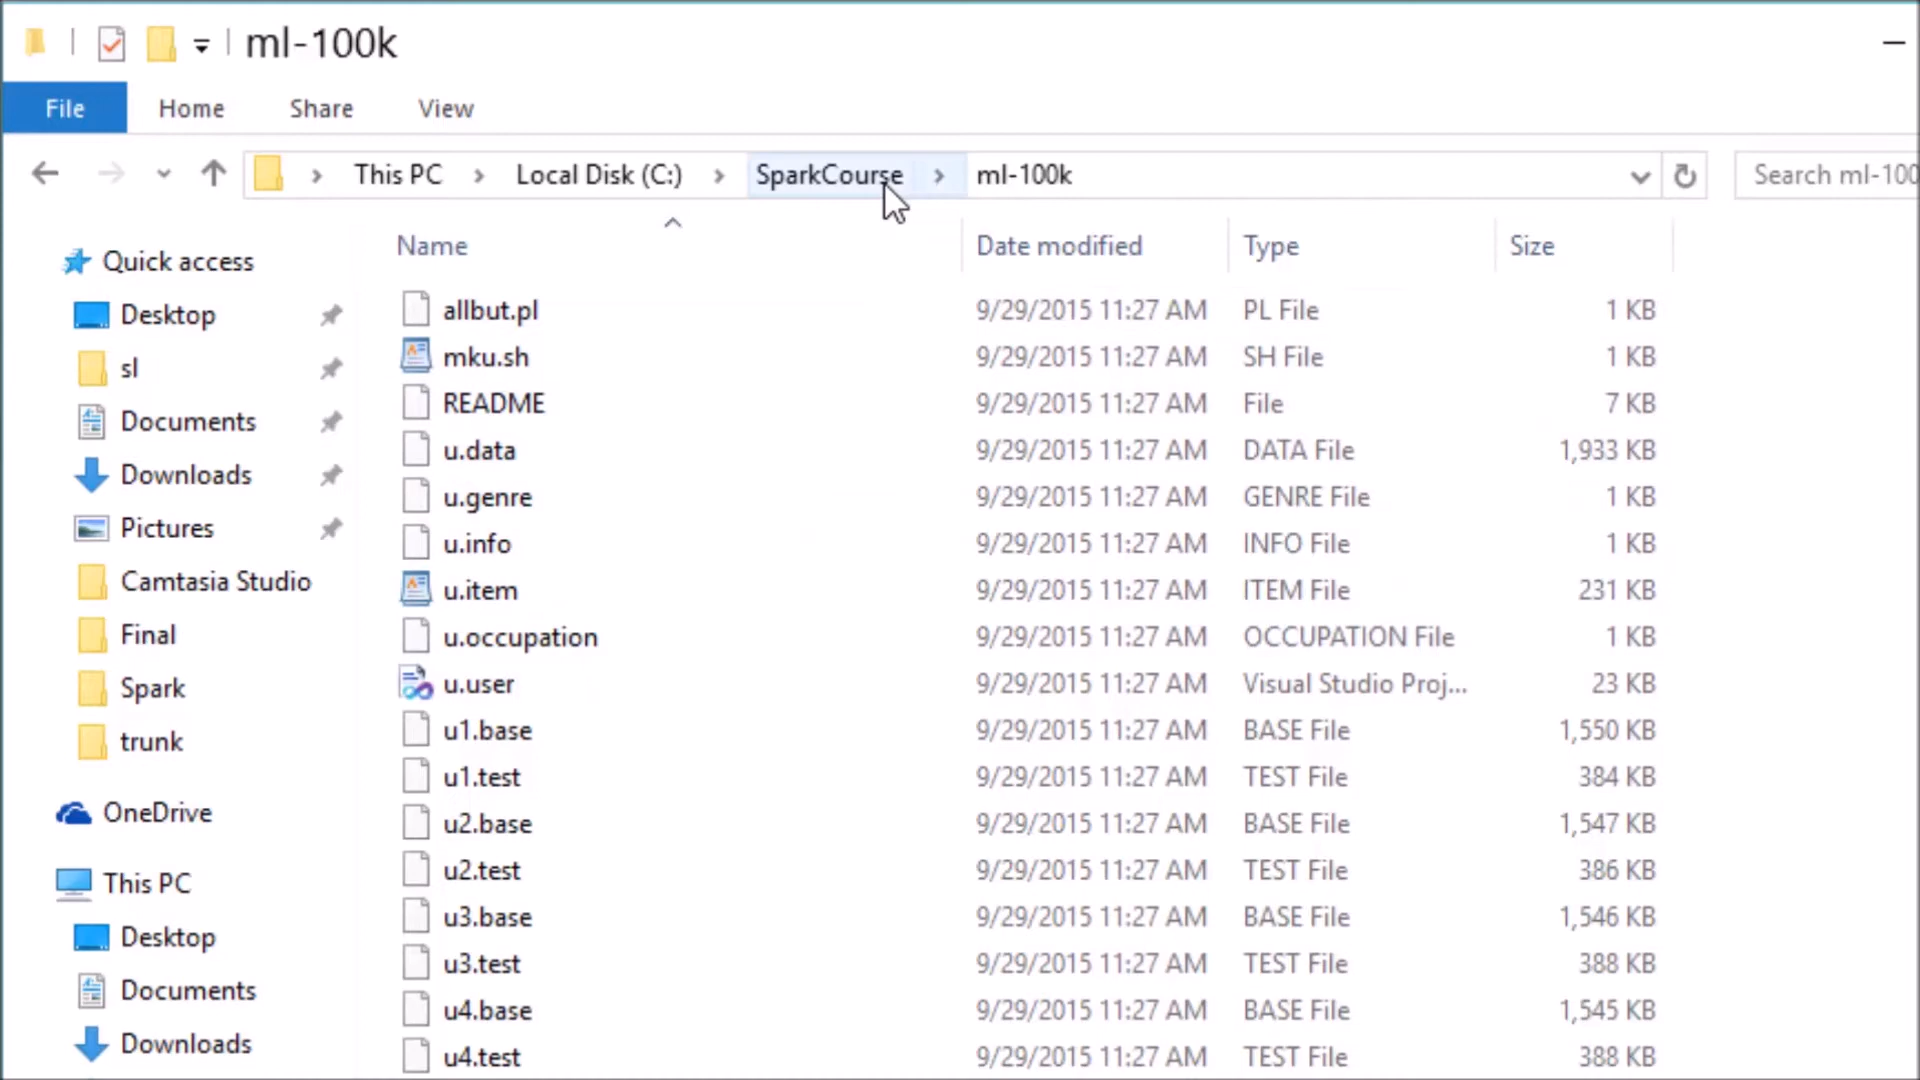 ml-100k
File Home Share View
This PC Local Disk (C:) SparkCourse ml-100k Search ml-100
Name Date modified Type Size
Quick access
Desktop
sl
Documents
Downloads
Pictures
Camtasia Studio
Final
Spark
trunk
OneDrive
This PC
Desktop
Documents
Downloads
allbut.pl 9/29/2015 11:27 AM PL File 1 KB
mku.sh 9/29/2015 11:27 AM SH File 1 KB
README 9/29/2015 11:27 AM File 7 KB
u.data 9/29/2015 11:27 AM DATA File 1,933 KB
u.genre 9/29/2015 11:27 AM GENRE File 1 KB
u.info 9/29/2015 11:27 AM INFO File 1 KB
u.item 9/29/2015 11:27 AM ITEM File 231 KB
u.occupation 9/29/2015 11:27 AM OCCUPATION File 1 KB
u.user 9/29/2015 11:27 AM Visual Studio Proj... 23 KB
u1.base 9/29/2015 11:27 AM BASE File 1,550 KB
u1.test 9/29/2015 11:27 AM TEST File 384 KB
u2.base 9/29/2015 11:27 AM BASE File 1,547 KB
u2.test 9/29/2015 11:27 AM TEST File 386 KB
u3.base 9/29/2015 11:27 AM BASE File 1,546 KB
u3.test 9/29/2015 11:27 AM TEST File 388 KB
u4.base 9/29/2015 11:27 AM BASE File 1,545 KB
u4.test 9/29/2015 11:27 AM TEST File 388 KB